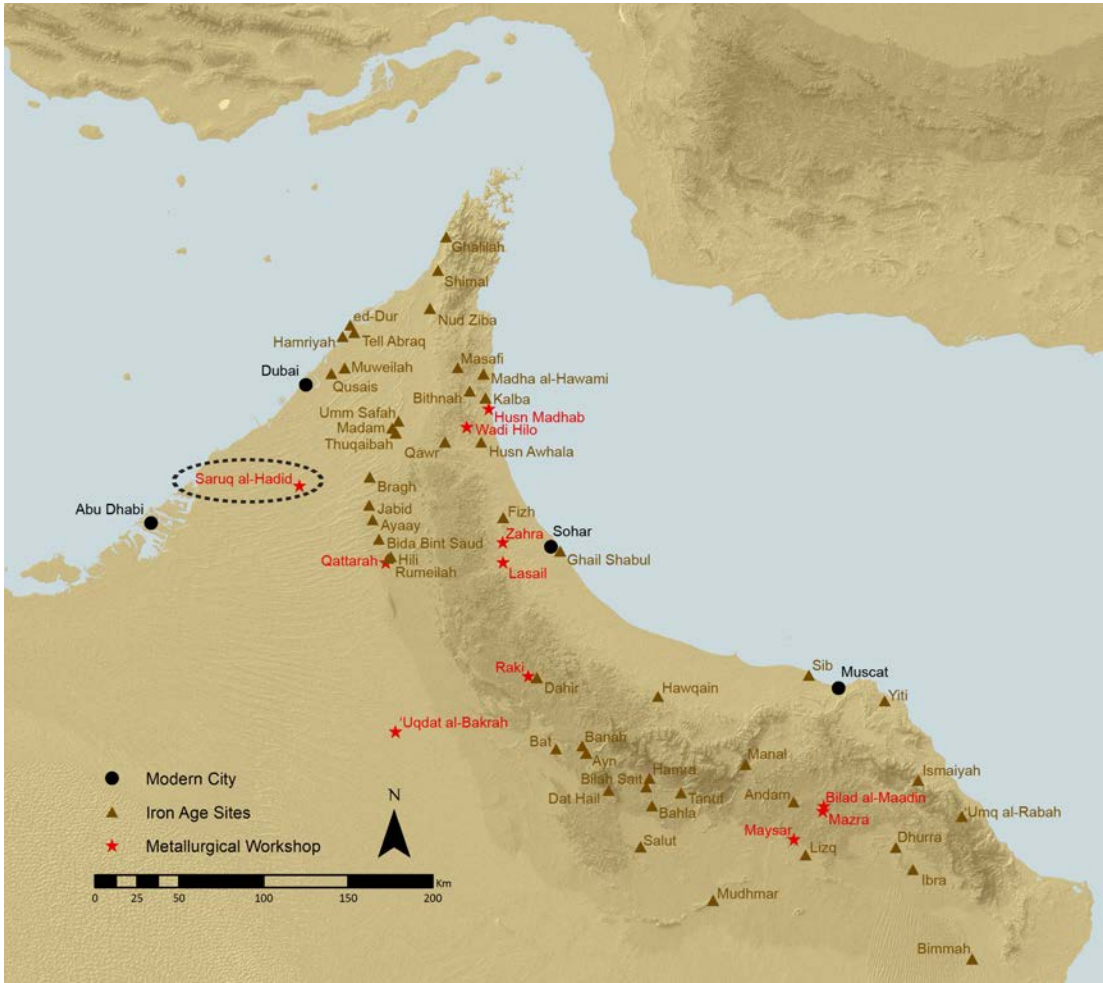 Ghalilah
Shimal
Nud Ziba
ed-Dur
Hamriyah
Tell Abraq
Muweilah
Dubai
Qusais
Masafi
Madha al-Hawami
Bithnah
Kalba
Husn Madhab
Umm Safah
Madam
Thuqaibah
Wadi Hilo
Qawr
Husn Awhala
Saruq al-Hadid
Bragh
Abu Dhabi
Jabid
Ayaay
Fizh
Bida Bint Saud
Zahra
Sohar
Ghail Shabul
Qattarah
Hili
Rumeilah
Lasail
Raki
Dahir
Hawqain
Sib
Muscat
Yiti
'Uqdat al-Bakrah
Bat
Banah
Ayn
Manal
Bilah Sait
Hamra
Dat Hail
Tanuf
Bahla
Andam
Ismaiyah
Bilad al-Maadin
Mazra
'Umq al-Rabah
Maysar
Lizq
Dhurra
Salut
Ibra
Mudhmar
Bimmah
Modern City
Iron Age Sites
Metallurgical Workshop
N
0 25 50 100 150 200 Km